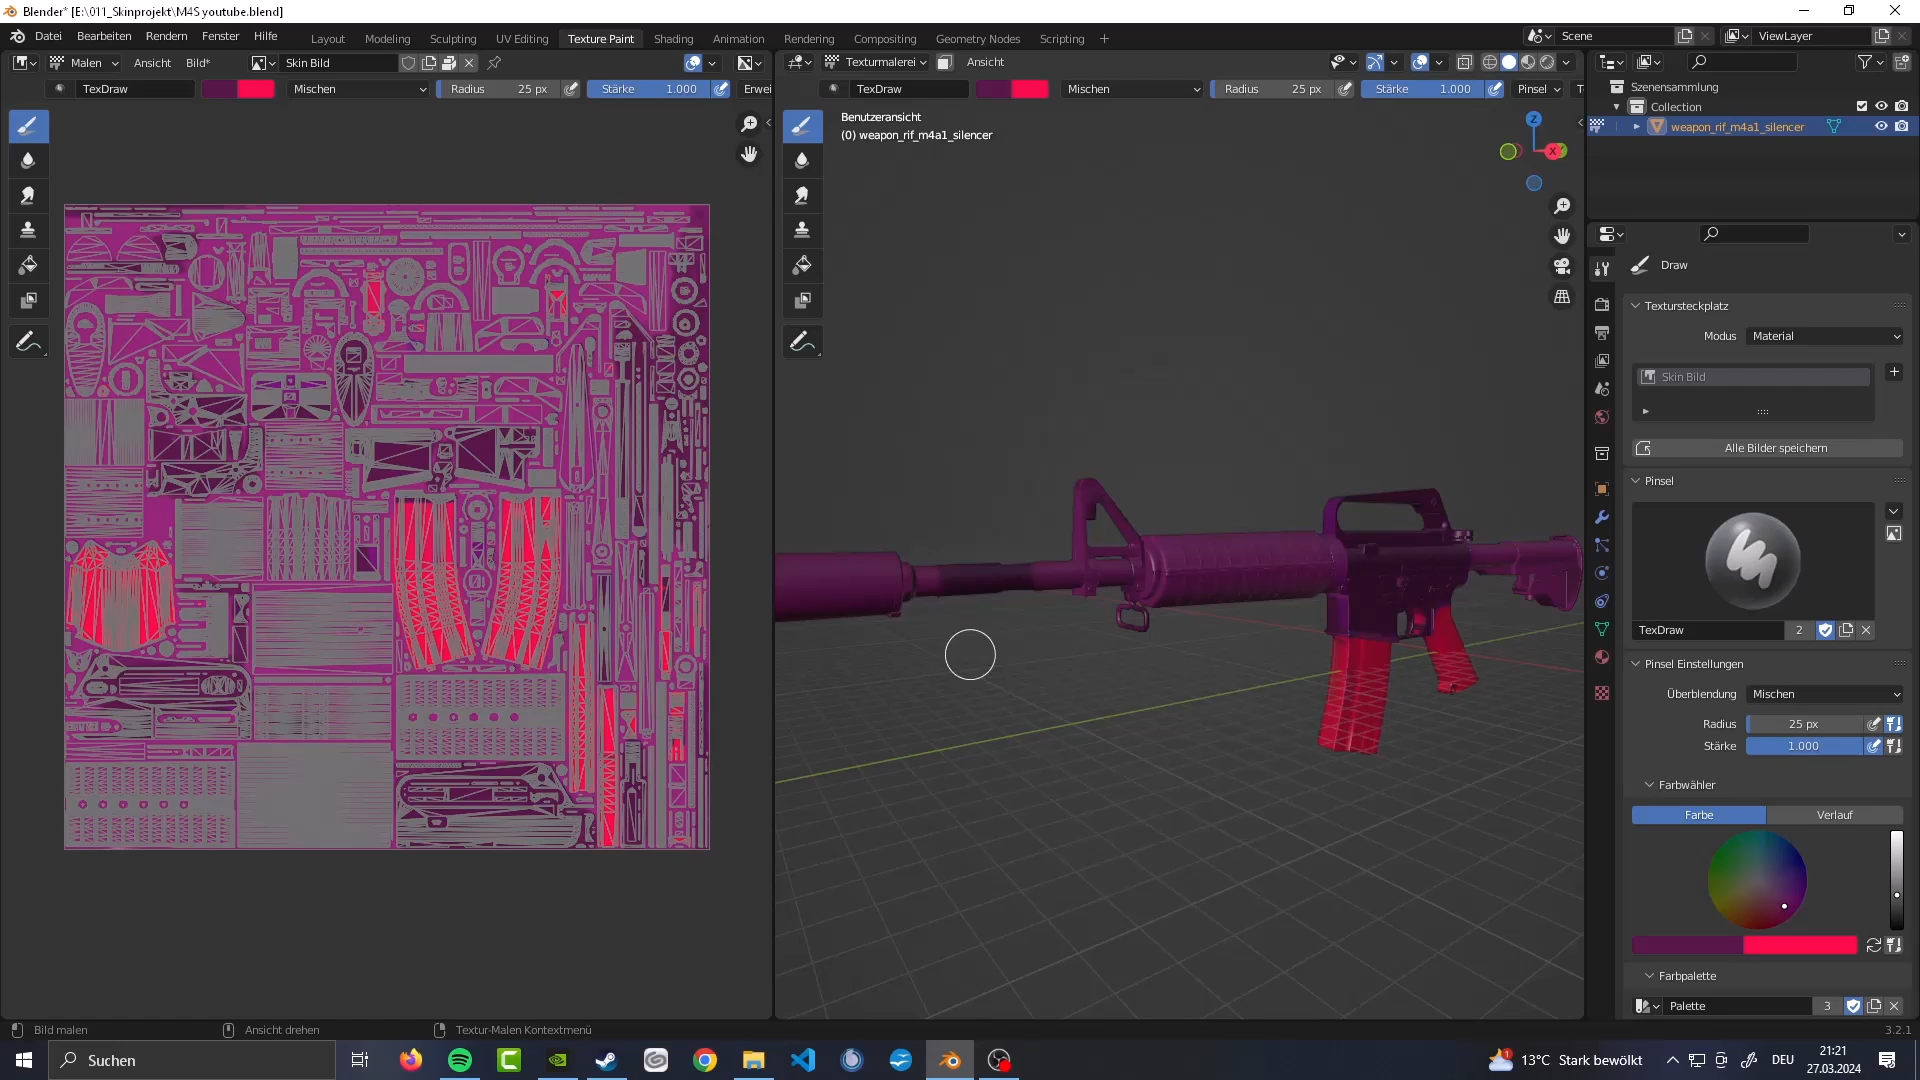 Blender* [E:\011_Skinprojekt\M4S youtube.blend]
Datei Bearbeiten Rendern Fenster Hilfe Layout Modeling Sculpting UV Editing Texture Paint Shading Animation Rendering Compositing Geometry Nodes Scripting + Scene ViewLayer
Malen Ansicht Bild* Skin Bild
TexDraw Mischen Radius 25 px Stärke 1.000 Erwei
Texturmalerei Ansicht
TexDraw Mischen Radius 25 px Stärke 1.000 Pinsel T
Benutzeransicht
(0) weapon_rif_m4a1_silencer
Z
X
Y
Szenensammlung
Collection
weapon_rif_m4a1_silencer
Draw
Textursteckplatz
Modus Material
Skin Bild
Alle Bilder speichern
Pinsel
TexDraw 2
Pinsel Einstellungen
Überblendung Mischen
Radius 25 px
Stärke 1.000
Farbwähler
Farbe Verlauf
Farbpalette
Palette 3
Bild malen Ansicht drehen Textur-Malen Kontextmenü 3.2.1
Suchen
1
13°C Stark bewölkt
DEU
21:21
27.03.2024